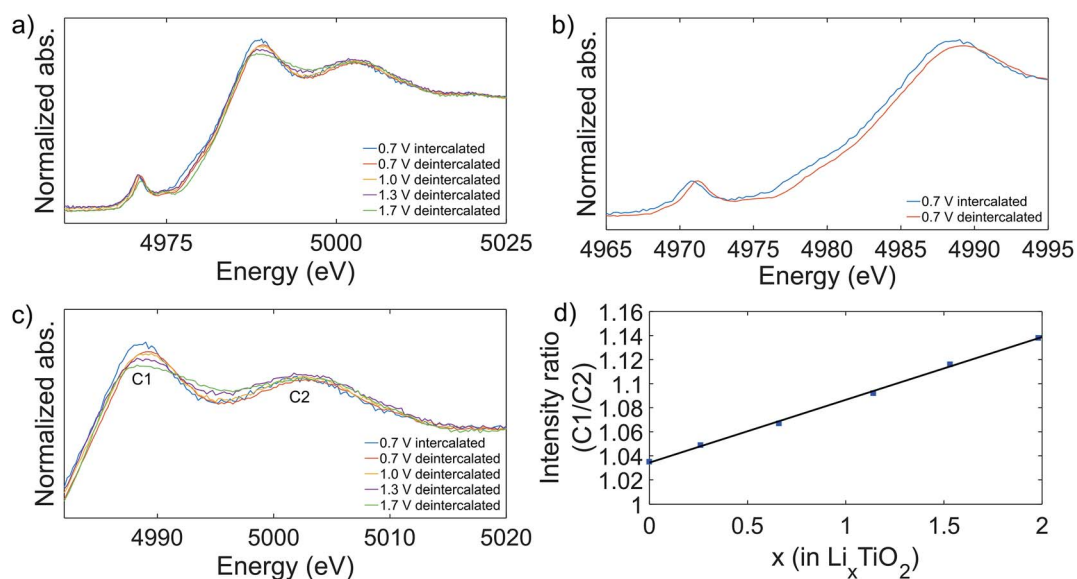 a)
Normalized abs.
0.7 V intercalated
0.7 V deintercalated
1.0 V deintercalated
1.3 V deintercalated
1.7 V deintercalated
4975 5000 5025
Energy (eV)
b)
Normalized abs.
0.7 V intercalated
0.7 V deintercalated
4965 4970 4975 4980 4985 4990 4995
Energy (eV)
c)
Normalized abs.
C1
C2
0.7 V intercalated
0.7 V deintercalated
1.0 V deintercalated
1.3 V deintercalated
1.7 V deintercalated
4990 5000 5010 5020
Energy (eV)
d)
Intensity ratio
(C1/C2)
1.16
1.14
1.12
1.1
1.08
1.06
1.04
1.02
1
0 0.5 1 1.5 2
x (in LixTiO2)